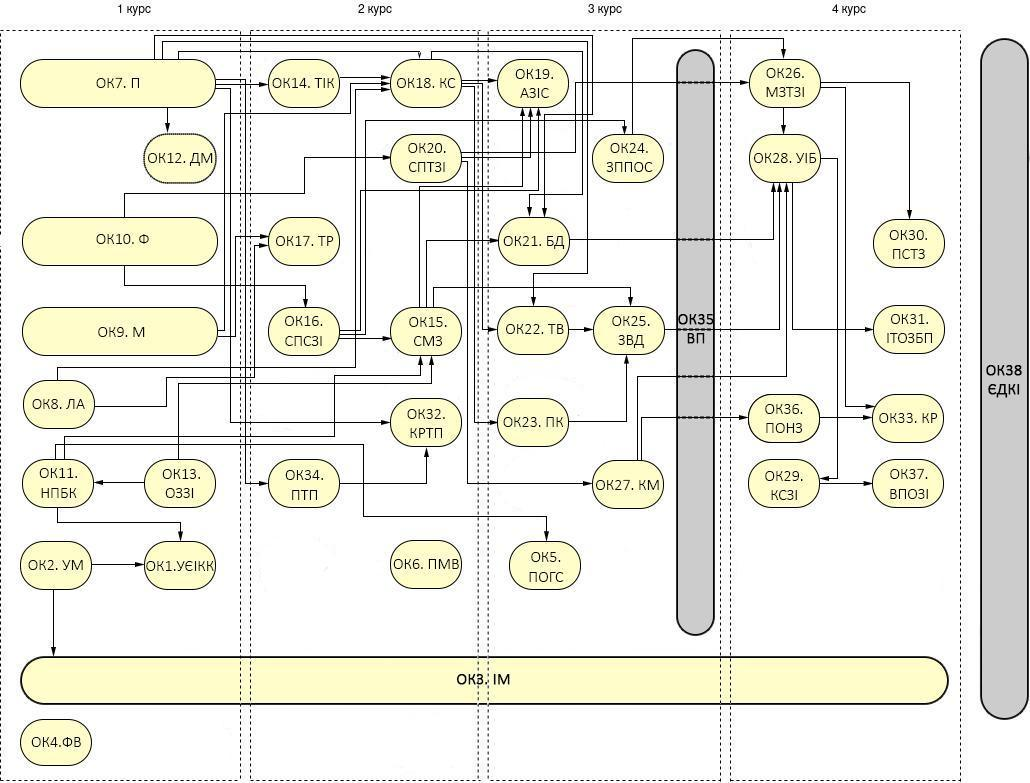 1 курс
2 курс
3 курс
4 курс
ОК7. П
ОК14. ТІК
ОК18. КС
ОК19.
АЗІС
ОК26.
МЗТЗІ
ОК12. ДМ
ОК20.
СПТЗІ
ОК24.
ЗППОС
ОК28. УІБ
ОК10. Ф
ОК17. ТР
ОК21. БД
ОК30.
ПСТЗ
ОК9. М
ОК16.
СПСЗІ
ОК15.
СМЗ
ОК22. ТВ
ОК25.
ЗВД
ОК35
ВП
ОК31.
ІТОЗБП
ОК38
ЄДКІ
ОК8. ЛА
ОК32.
КРТП
ОК23. ПК
ОК36.
ПОНЗ
ОК33. КР
ОК11.
НПБК
ОК13.
ОЗЗІ
ОК34.
ПТП
ОК27. КМ
ОК29.
КСЗІ
ОК37.
ВПОЗІ
ОК2. УМ
ОК1.УЄІКК
ОК6. ПМВ
ОК5.
ПОГС
ОК3. ІМ
ОК4.ФВ